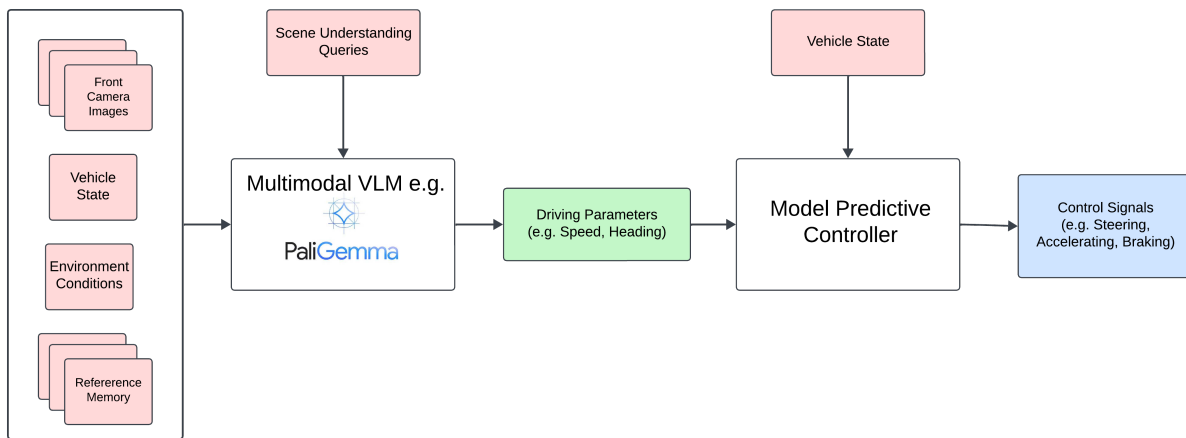 Front
Camera
Images
Vehicle
State
Environment
Conditions
Refererence
Memory
Scene Understanding
Queries
Multimodal VLM e.g.
PaliGemma
Driving Parameters
(e.g. Speed, Heading)
Vehicle State
Model Predictive
Controller
Control Signals
(e.g. Steering,
Accelerating, Braking)